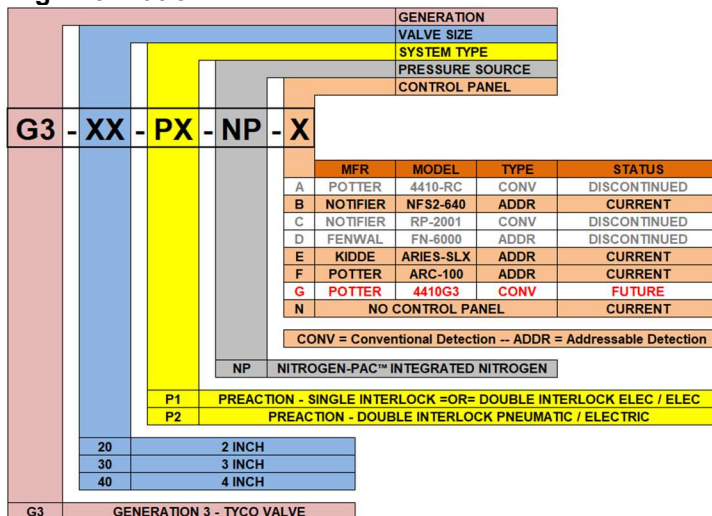 GENERATION
VALVE SIZE
SYSTEM TYPE
PRESSURE SOURCE
CONTROL PANEL
G3 - XX - PX - NP - X
MFR MODEL TYPE STATUS
A POTTER 4410-RC CONV DISCONTINUED
B NOTIFIER NFS2-640 ADDR CURRENT
C NOTIFIER RP-2001 CONV DISCONTINUED
D FENWAL FN-6000 ADDR DISCONTINUED
E KIDDE ARIES-SLX ADDR CURRENT
F POTTER ARC-100 ADDR CURRENT
G POTTER 4410G3 CONV FUTURE
N NO CONTROL PANEL CURRENT
CONV = Conventional Detection -- ADDR = Addressable Detection
NP NITROGEN-PAC™ INTEGRATED NITROGEN
P1 PREACTION - SINGLE INTERLOCK =OR= DOUBLE INTERLOCK ELEC / ELEC
P2 PREACTION - DOUBLE INTERLOCK PNEUMATIC / ELECTRIC
20 2 INCH
30 3 INCH
40 4 INCH
G3 GENERATION 3 - TYCO VALVE